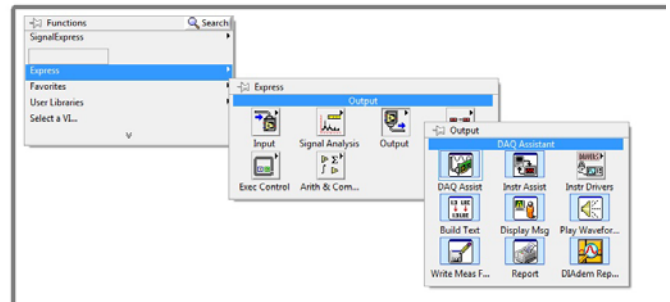 Functions
Search
SignalExpress
Express
Favorites
User Libraries
Select a VI...
Express
Output
Input
Signal Analysis
Output
Exec Control
Arith & Com...
Output
DAQ Assistant
DAQ Assist
Instr Assist
Instr Drivers
Build Text
Display Msg
Play Wavefor...
Write Meas F...
Report
DIAdem Rep...